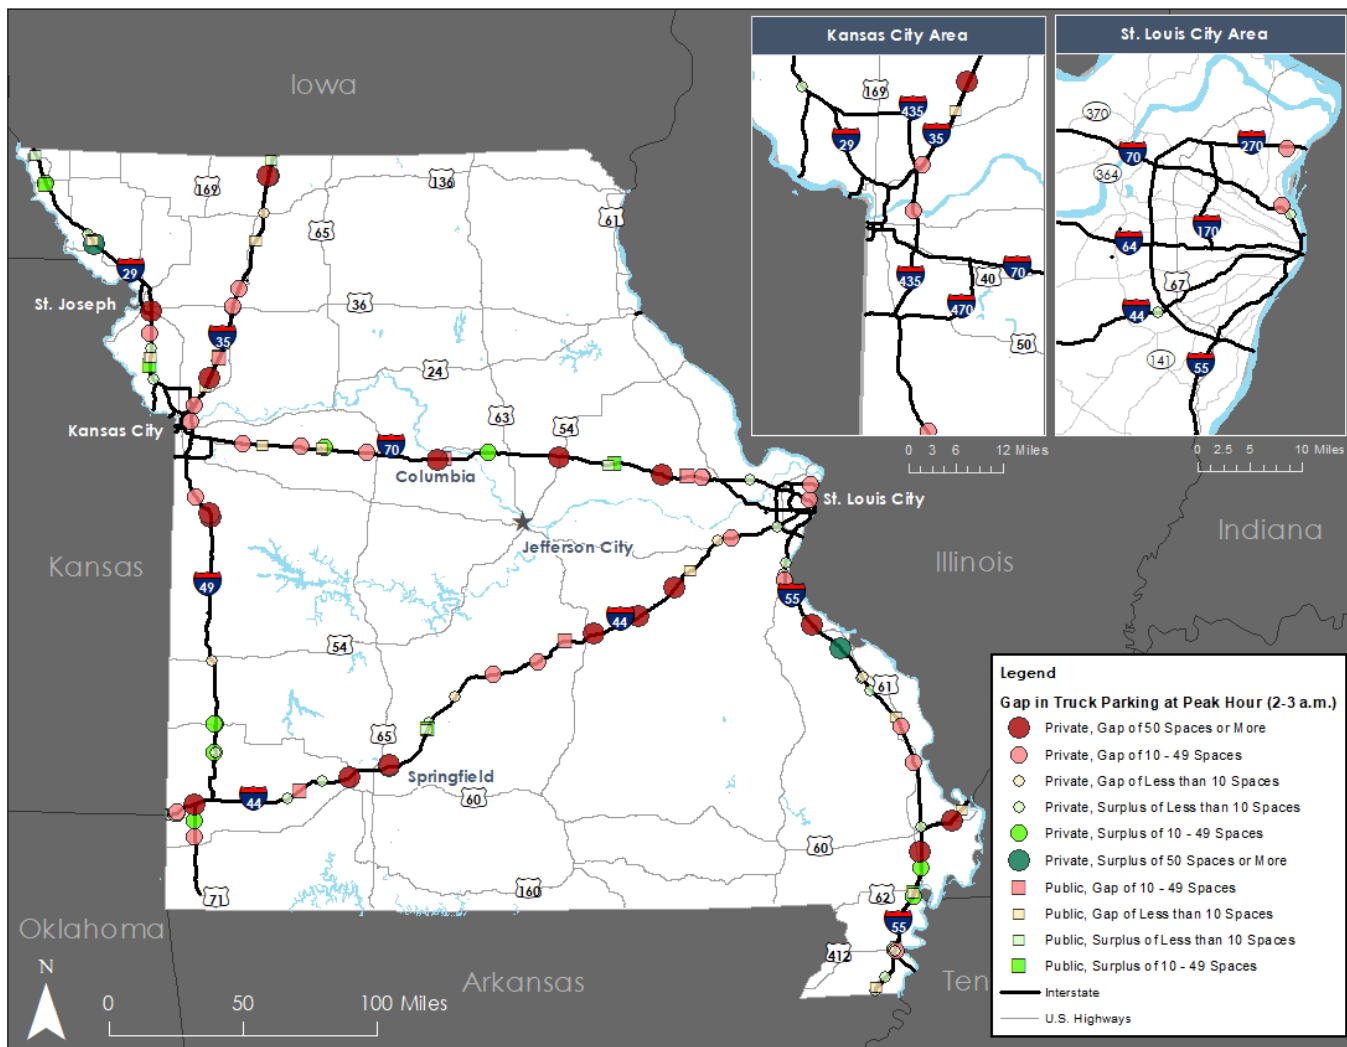 Kansas City Area
St. Louis City Area
Iowa
169
435
35
29
70
435
40
470
50
370
270
70
364
170
64
67
44
141
55
0 3 6 12 Miles
0 2.5 5 10 Miles
169
136
61
65
29
St. Joseph
36
35
24
63
54
Kansas City
70
Columbia
St. Louis City
Jefferson City
Indiana
Kansas
Illinois
49
55
44
54
61
65
Springfield
44
60
60
71
160
62
55
Oklahoma
412
Arkansas
Ten
N
0 50 100 Miles
Legend
Gap in Truck Parking at Peak Hour (2-3 a.m.)
Private, Gap of 50 Spaces or More
Private, Gap of 10 - 49 Spaces
Private, Gap of Less than 10 Spaces
Private, Surplus of Less than 10 Spaces
Private, Surplus of 10 - 49 Spaces
Private, Surplus of 50 Spaces or More
Public, Gap of 10 - 49 Spaces
Public, Gap of Less than 10 Spaces
Public, Surplus of Less than 10 Spaces
Public, Surplus of 10 - 49 Spaces
Interstate
U.S. Highways